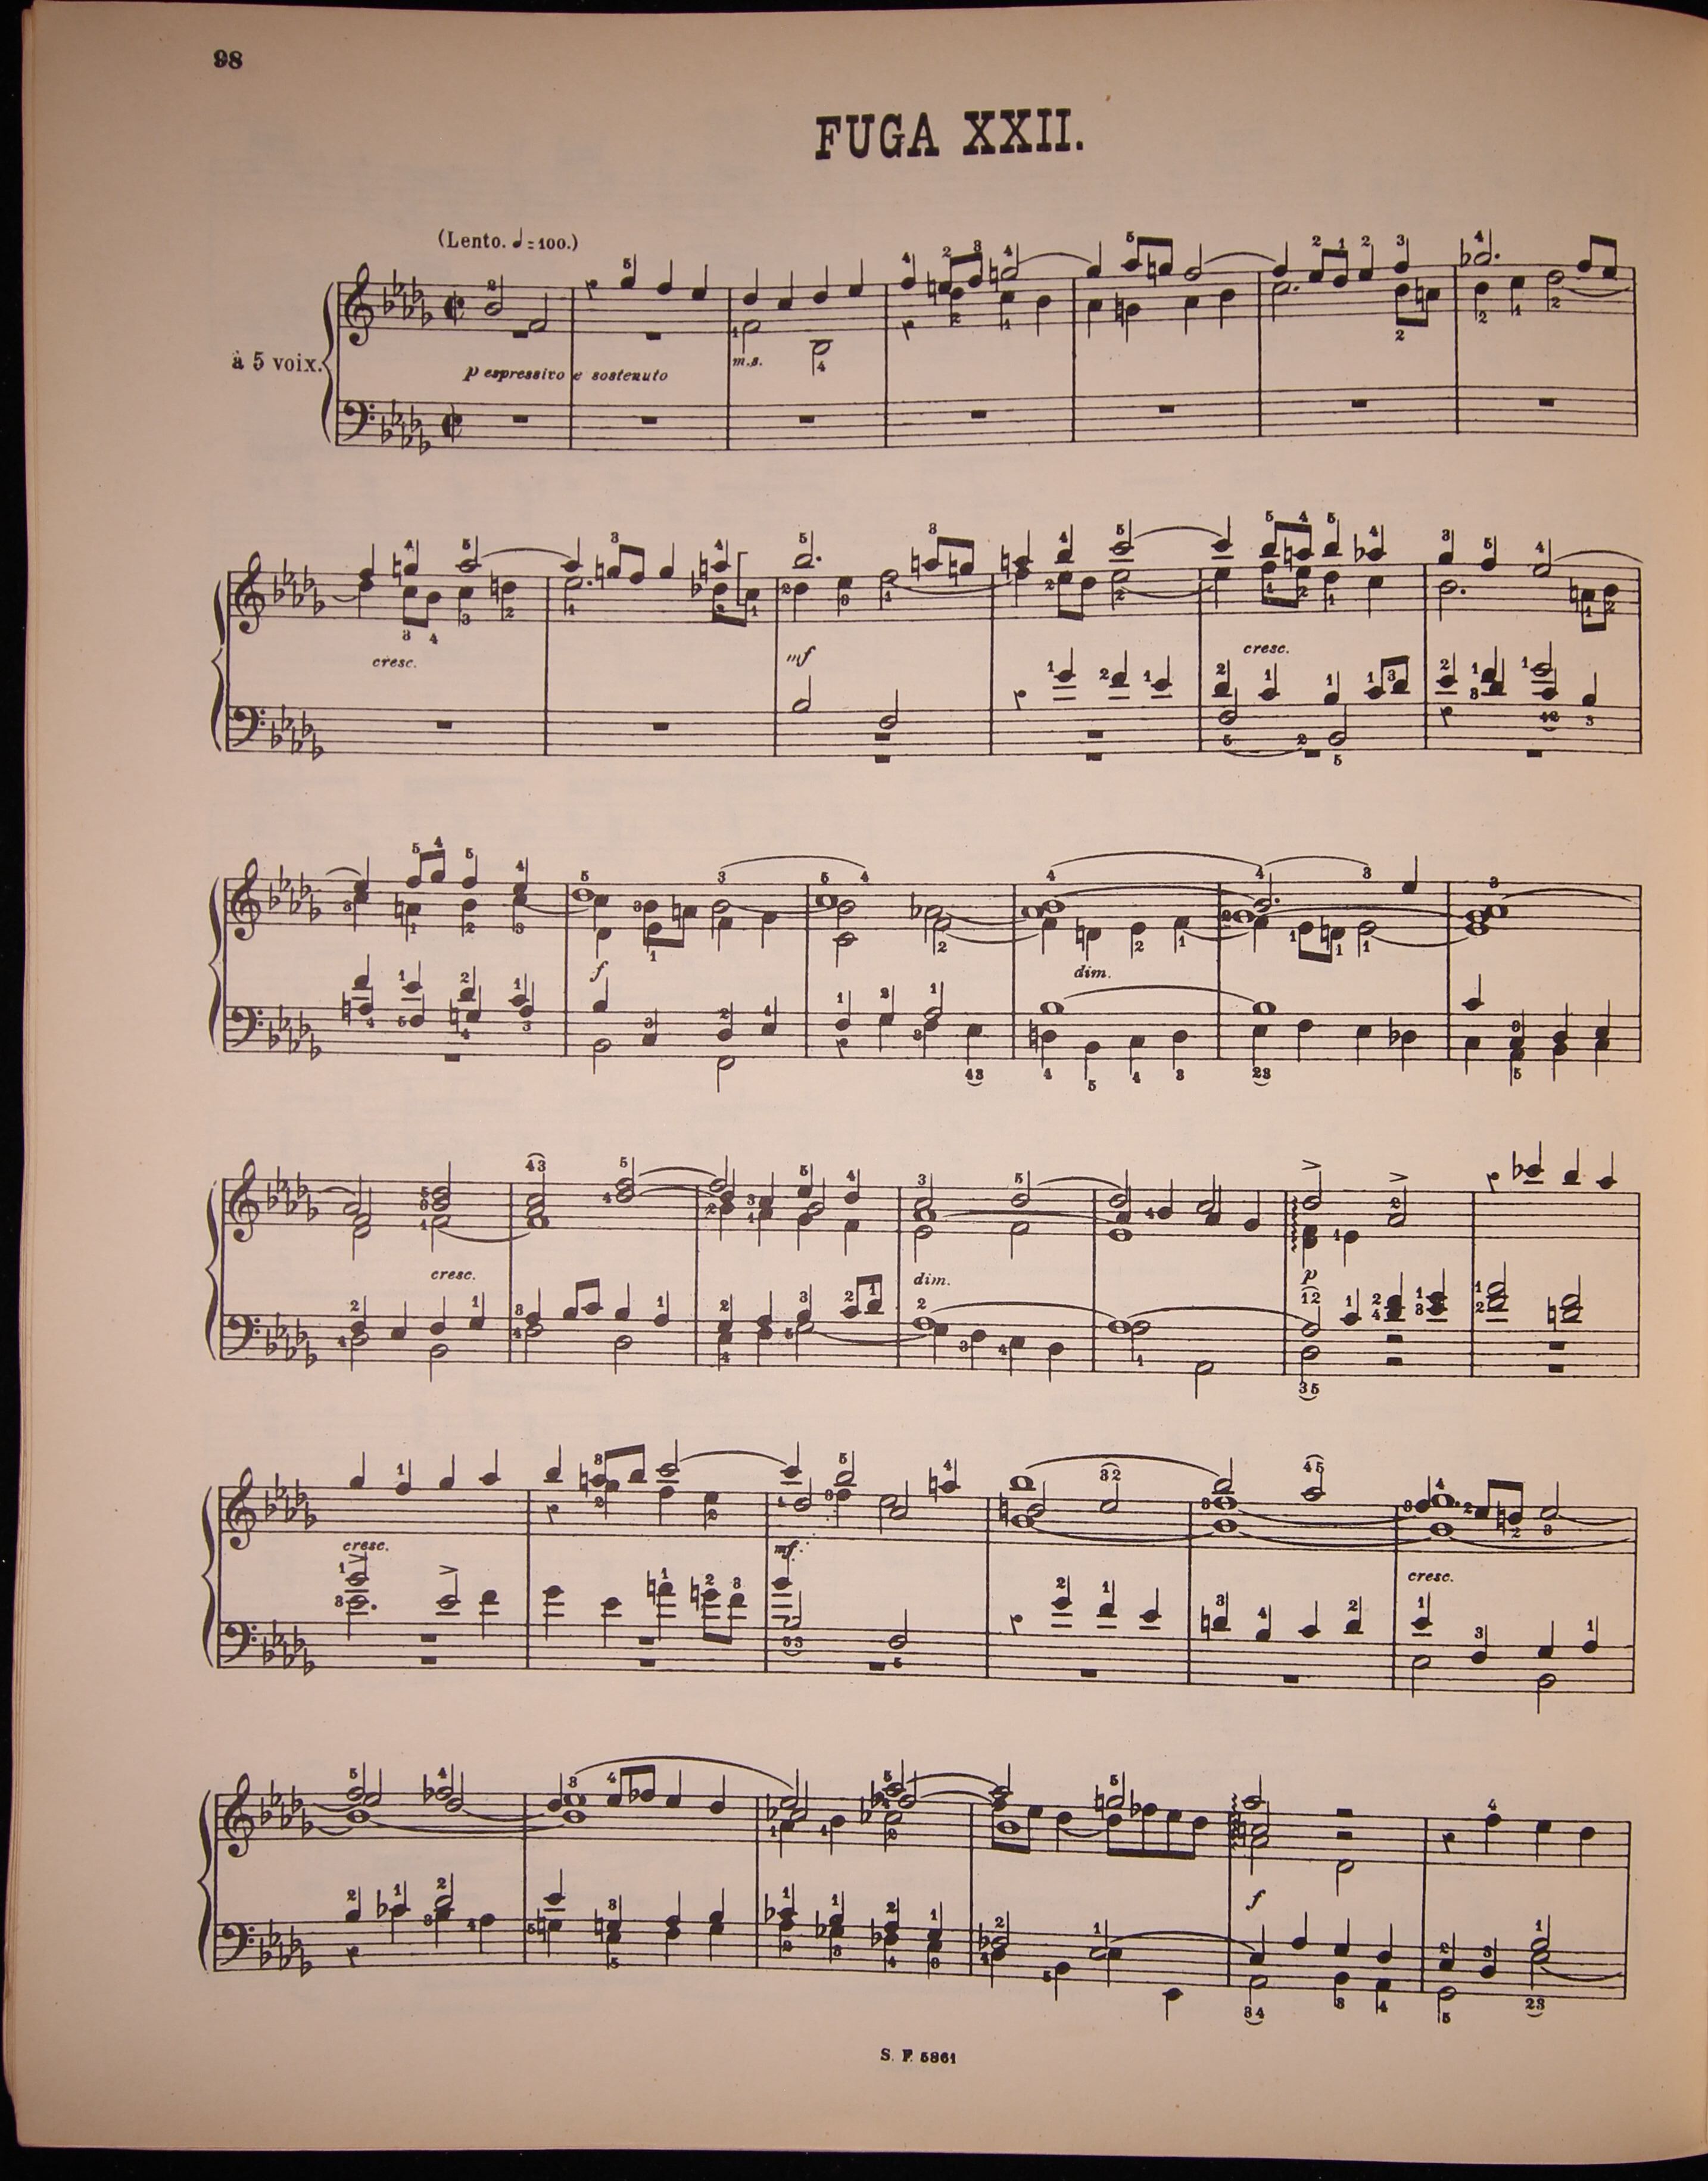 98
FUGA XXII.
(Lento. ♩=100.)
à 5 voix.
p espressivo e sostenuto
m.s.
cresc.
mf
cresc.
f
dim.
cresc.
dim.
p
cresc.
mf
cresc.
f
S. F. 5861